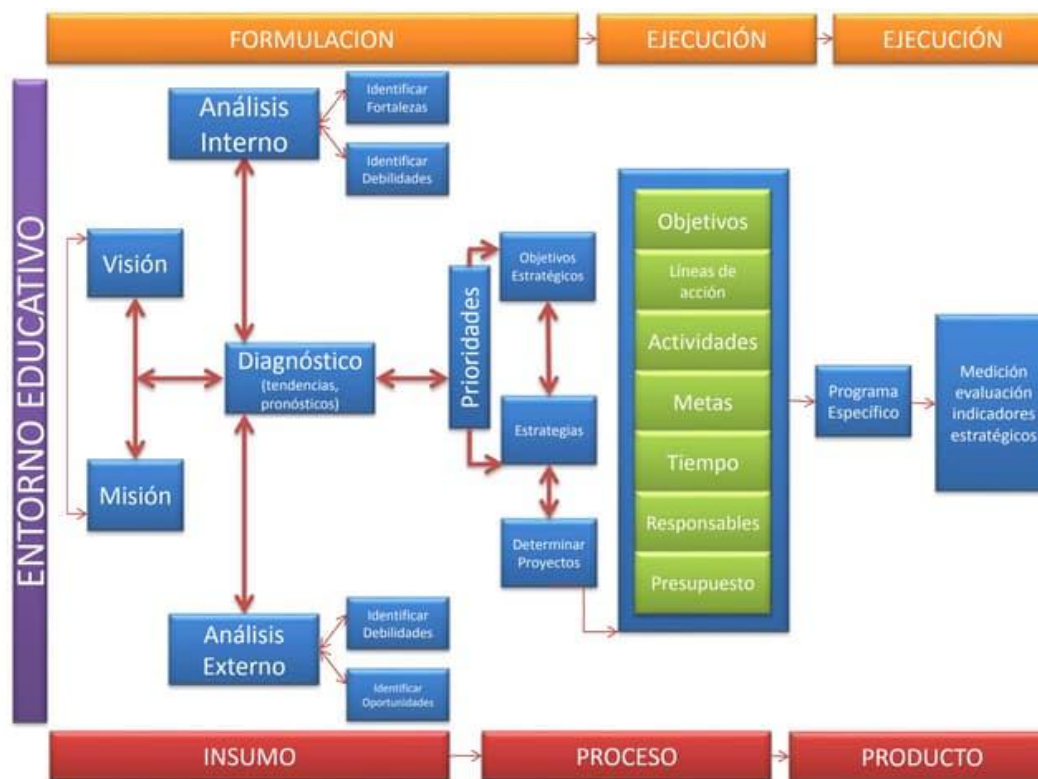 FORMULACION
EJECUCIÓN
EJECUCIÓN
ENTORNO EDUCATIVO
Análisis
Interno
Identificar
Fortalezas
Identificar
Debilidades
Visión
Misión
Diagnóstico
(tendencias,
pronósticos)
Análisis
Externo
Identificar
Debilidades
Identificar
Oportunidades
Prioridades
Objetivos
Estratégicos
Estrategias
Determinar
Proyectos
Objetivos
Líneas de
acción
Actividades
Metas
Tiempo
Responsables
Presupuesto
Programa
Específico
Medición
evaluación
indicadores
estratégicos
INSUMO
PROCESO
PRODUCTO